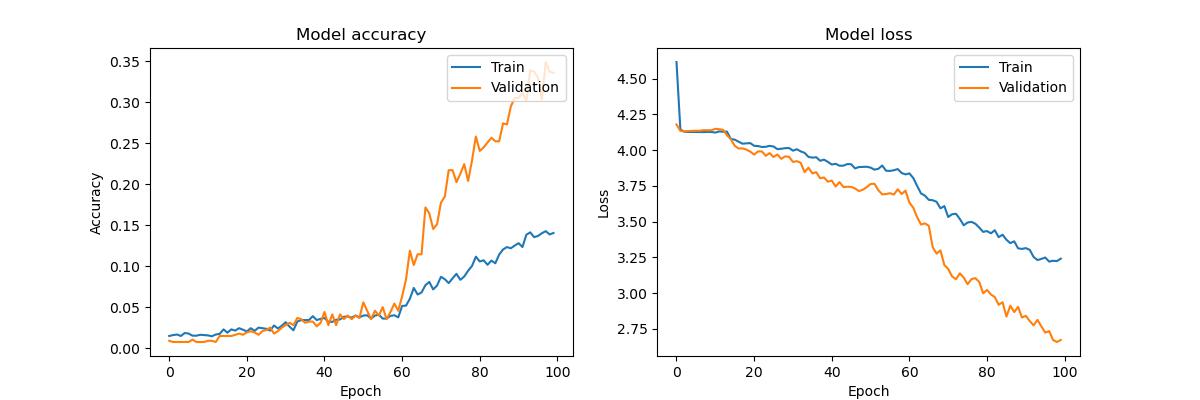 Model accuracy
Train
Validation
0.35
0.30
0.25
0.20
0.15
0.10
0.05
0.00
Accuracy
0 20 40 60 80 100
Epoch
Model loss
Train
Validation
4.50
4.25
4.00
3.75
3.50
3.25
3.00
2.75
Loss
0 20 40 60 80 100
Epoch